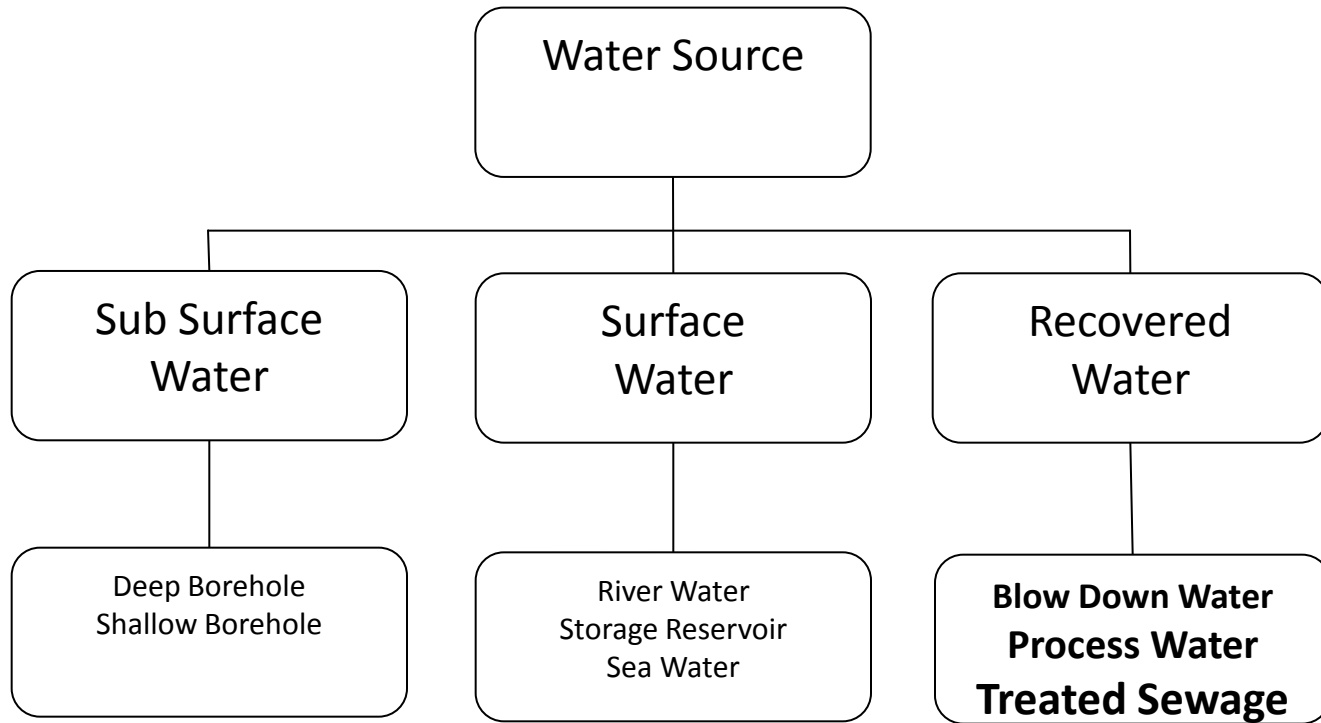 Water Source
Sub Surface
Water
Surface
Water
Recovered
Water
Deep Borehole
Shallow Borehole
River Water
Storage Reservoir
Sea Water
Blow Down Water
Process Water
Treated Sewage